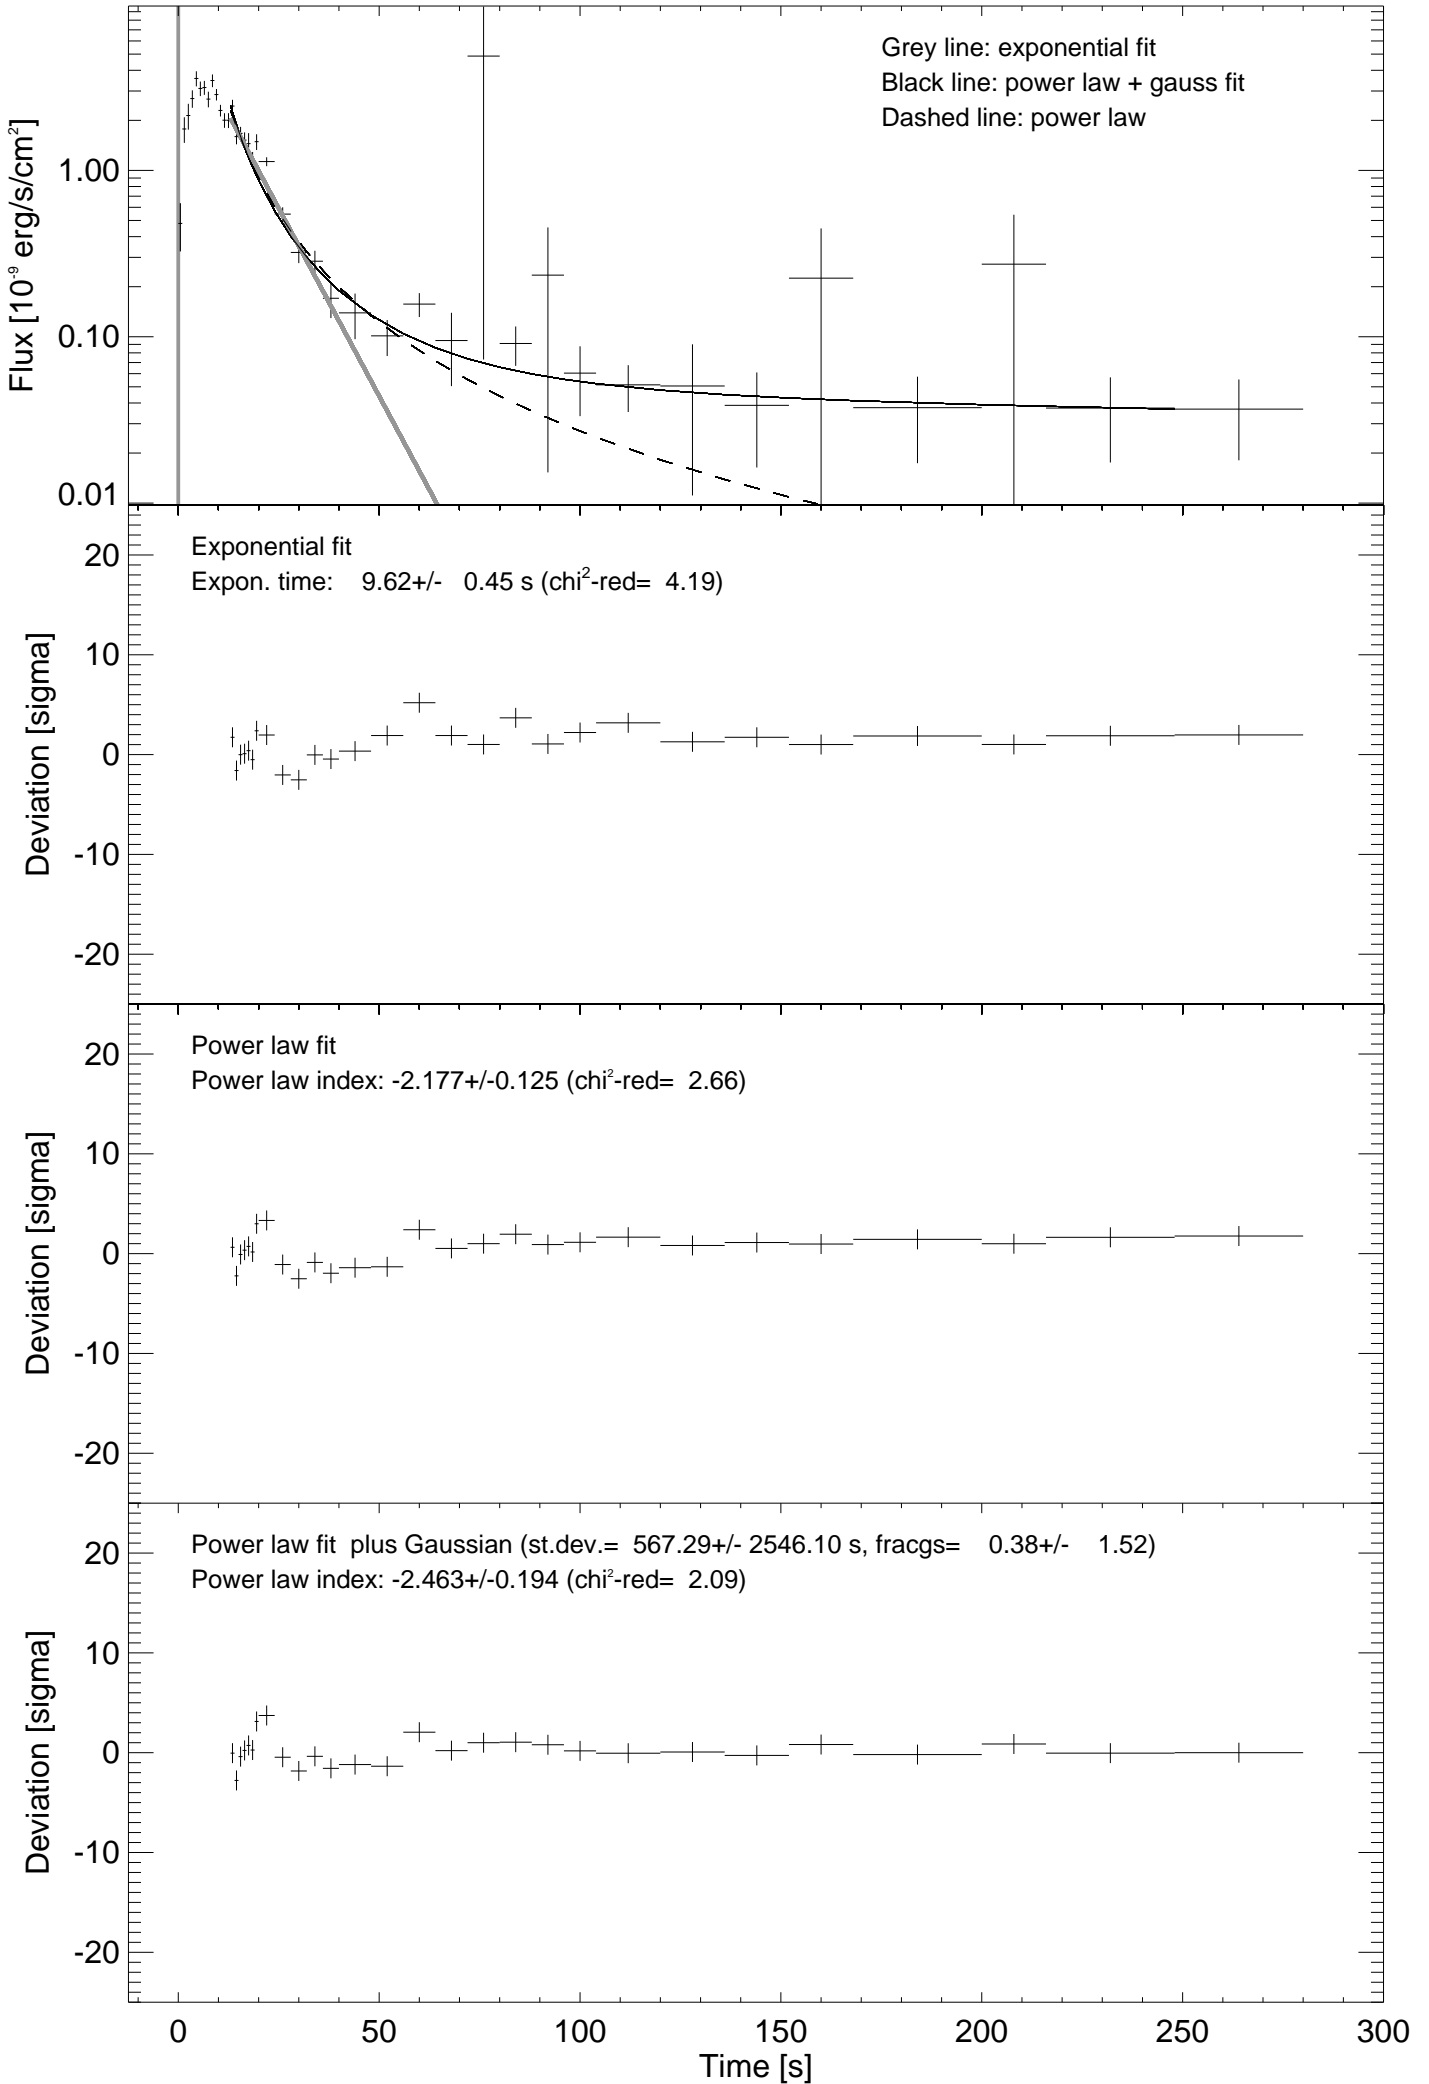 Grey line: exponential fit
Black line: power law + gauss fit
Dashed line: power law
Flux [10⁻⁹ erg/s/cm²]
1.00
0.10
0.01
Exponential fit
Expon. time: 9.62+/- 0.45 s (chi²-red= 4.19)
Deviation [sigma]
20
10
0
-10
-20
Power law fit
Power law index: -2.177+/-0.125 (chi²-red= 2.66)
Deviation [sigma]
20
10
0
-10
-20
Power law fit plus Gaussian (st.dev.= 567.29+/- 2546.10 s, fracgs= 0.38+/- 1.52)
Power law index: -2.463+/-0.194 (chi²-red= 2.09)
Deviation [sigma]
20
10
0
-10
-20
0 50 100 150 200 250 300
Time [s]